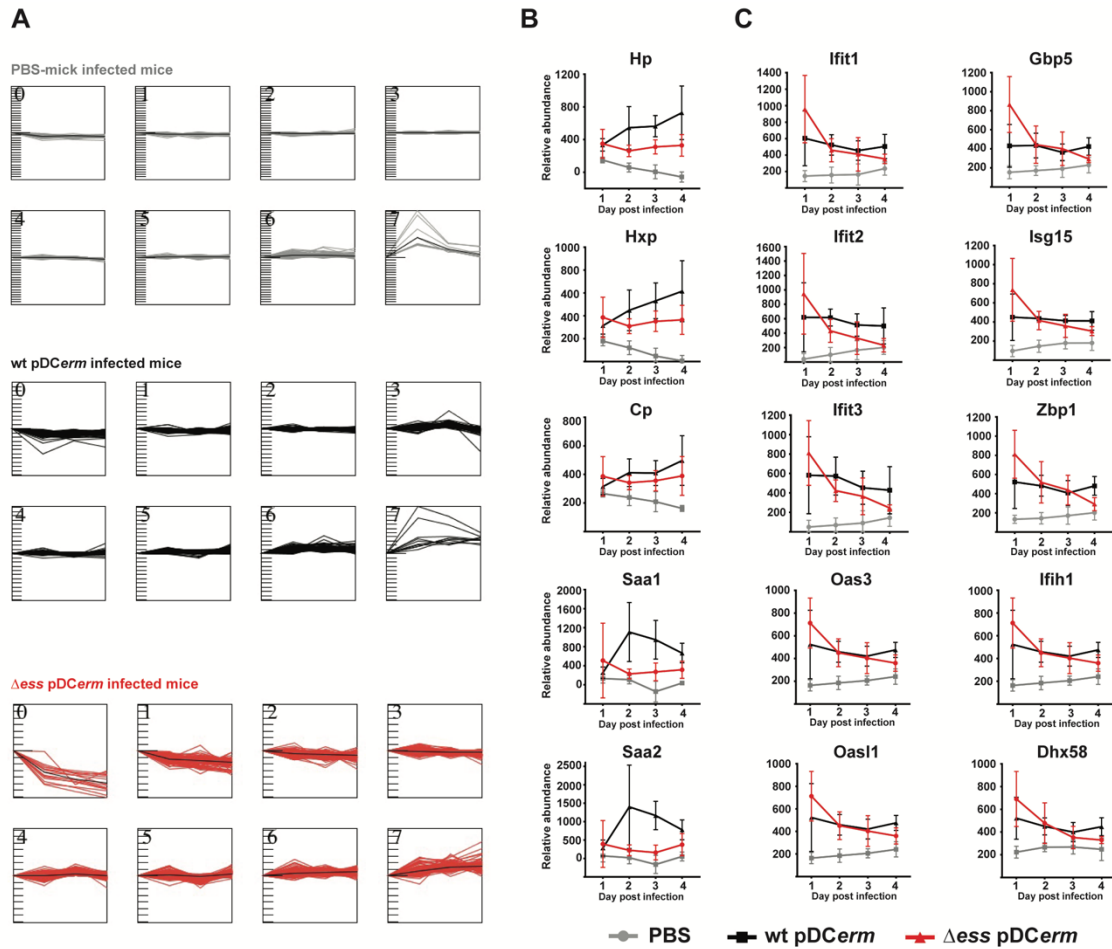 A
PBS-mick infected mice
0 1 2 3
4 5 6 7
wt pDCerm infected mice
0 1 2 3
4 5 6 7
Δess pDCerm infected mice
0 1 2 3
4 5 6 7
B
Hp
Relative abundance
1200
800
400
0
1 2 3 4
Day post infection
Hxp
Relative abundance
1000
800
400
400
200
0
1 2 3 4
Day post infection
Cp
Relative abundance
800
600
400
200
1 2 3 4
Day post infection
Saa1
Relative abundance
2000
1200
800
400
0
1 2 3 4
Day post infection
Saa2
Relative abundance
2500
1500
1000
500
0
1 2 3 4
Day post infection
C
Ifit1
1400
1200
1000
800
600
400
200
1 2 3 4
Day post infection
Gbp5
1200
1000
800
600
400
200
1 2 3 4
Day post infection
Ifit2
1600
1200
1000
800
600
400
200
1 2 3 4
Day post infection
Isg15
1200
1000
800
600
400
200
1 2 3 4
Day post infection
Ifit3
1200
1000
800
600
400
200
1 2 3 4
Day post infection
Zbp1
1200
1000
800
600
400
200
1 2 3 4
Day post infection
Oas3
1000
800
600
400
200
1 2 3 4
Day post infection
Ifih1
1000
800
600
400
200
1 2 3 4
Day post infection
Oasl1
1000
800
600
400
200
1 2 3 4
Day post infection
Dhx58
1000
800
600
400
200
1 2 3 4
Day post infection
PBS wt pDCerm Δess pDCerm